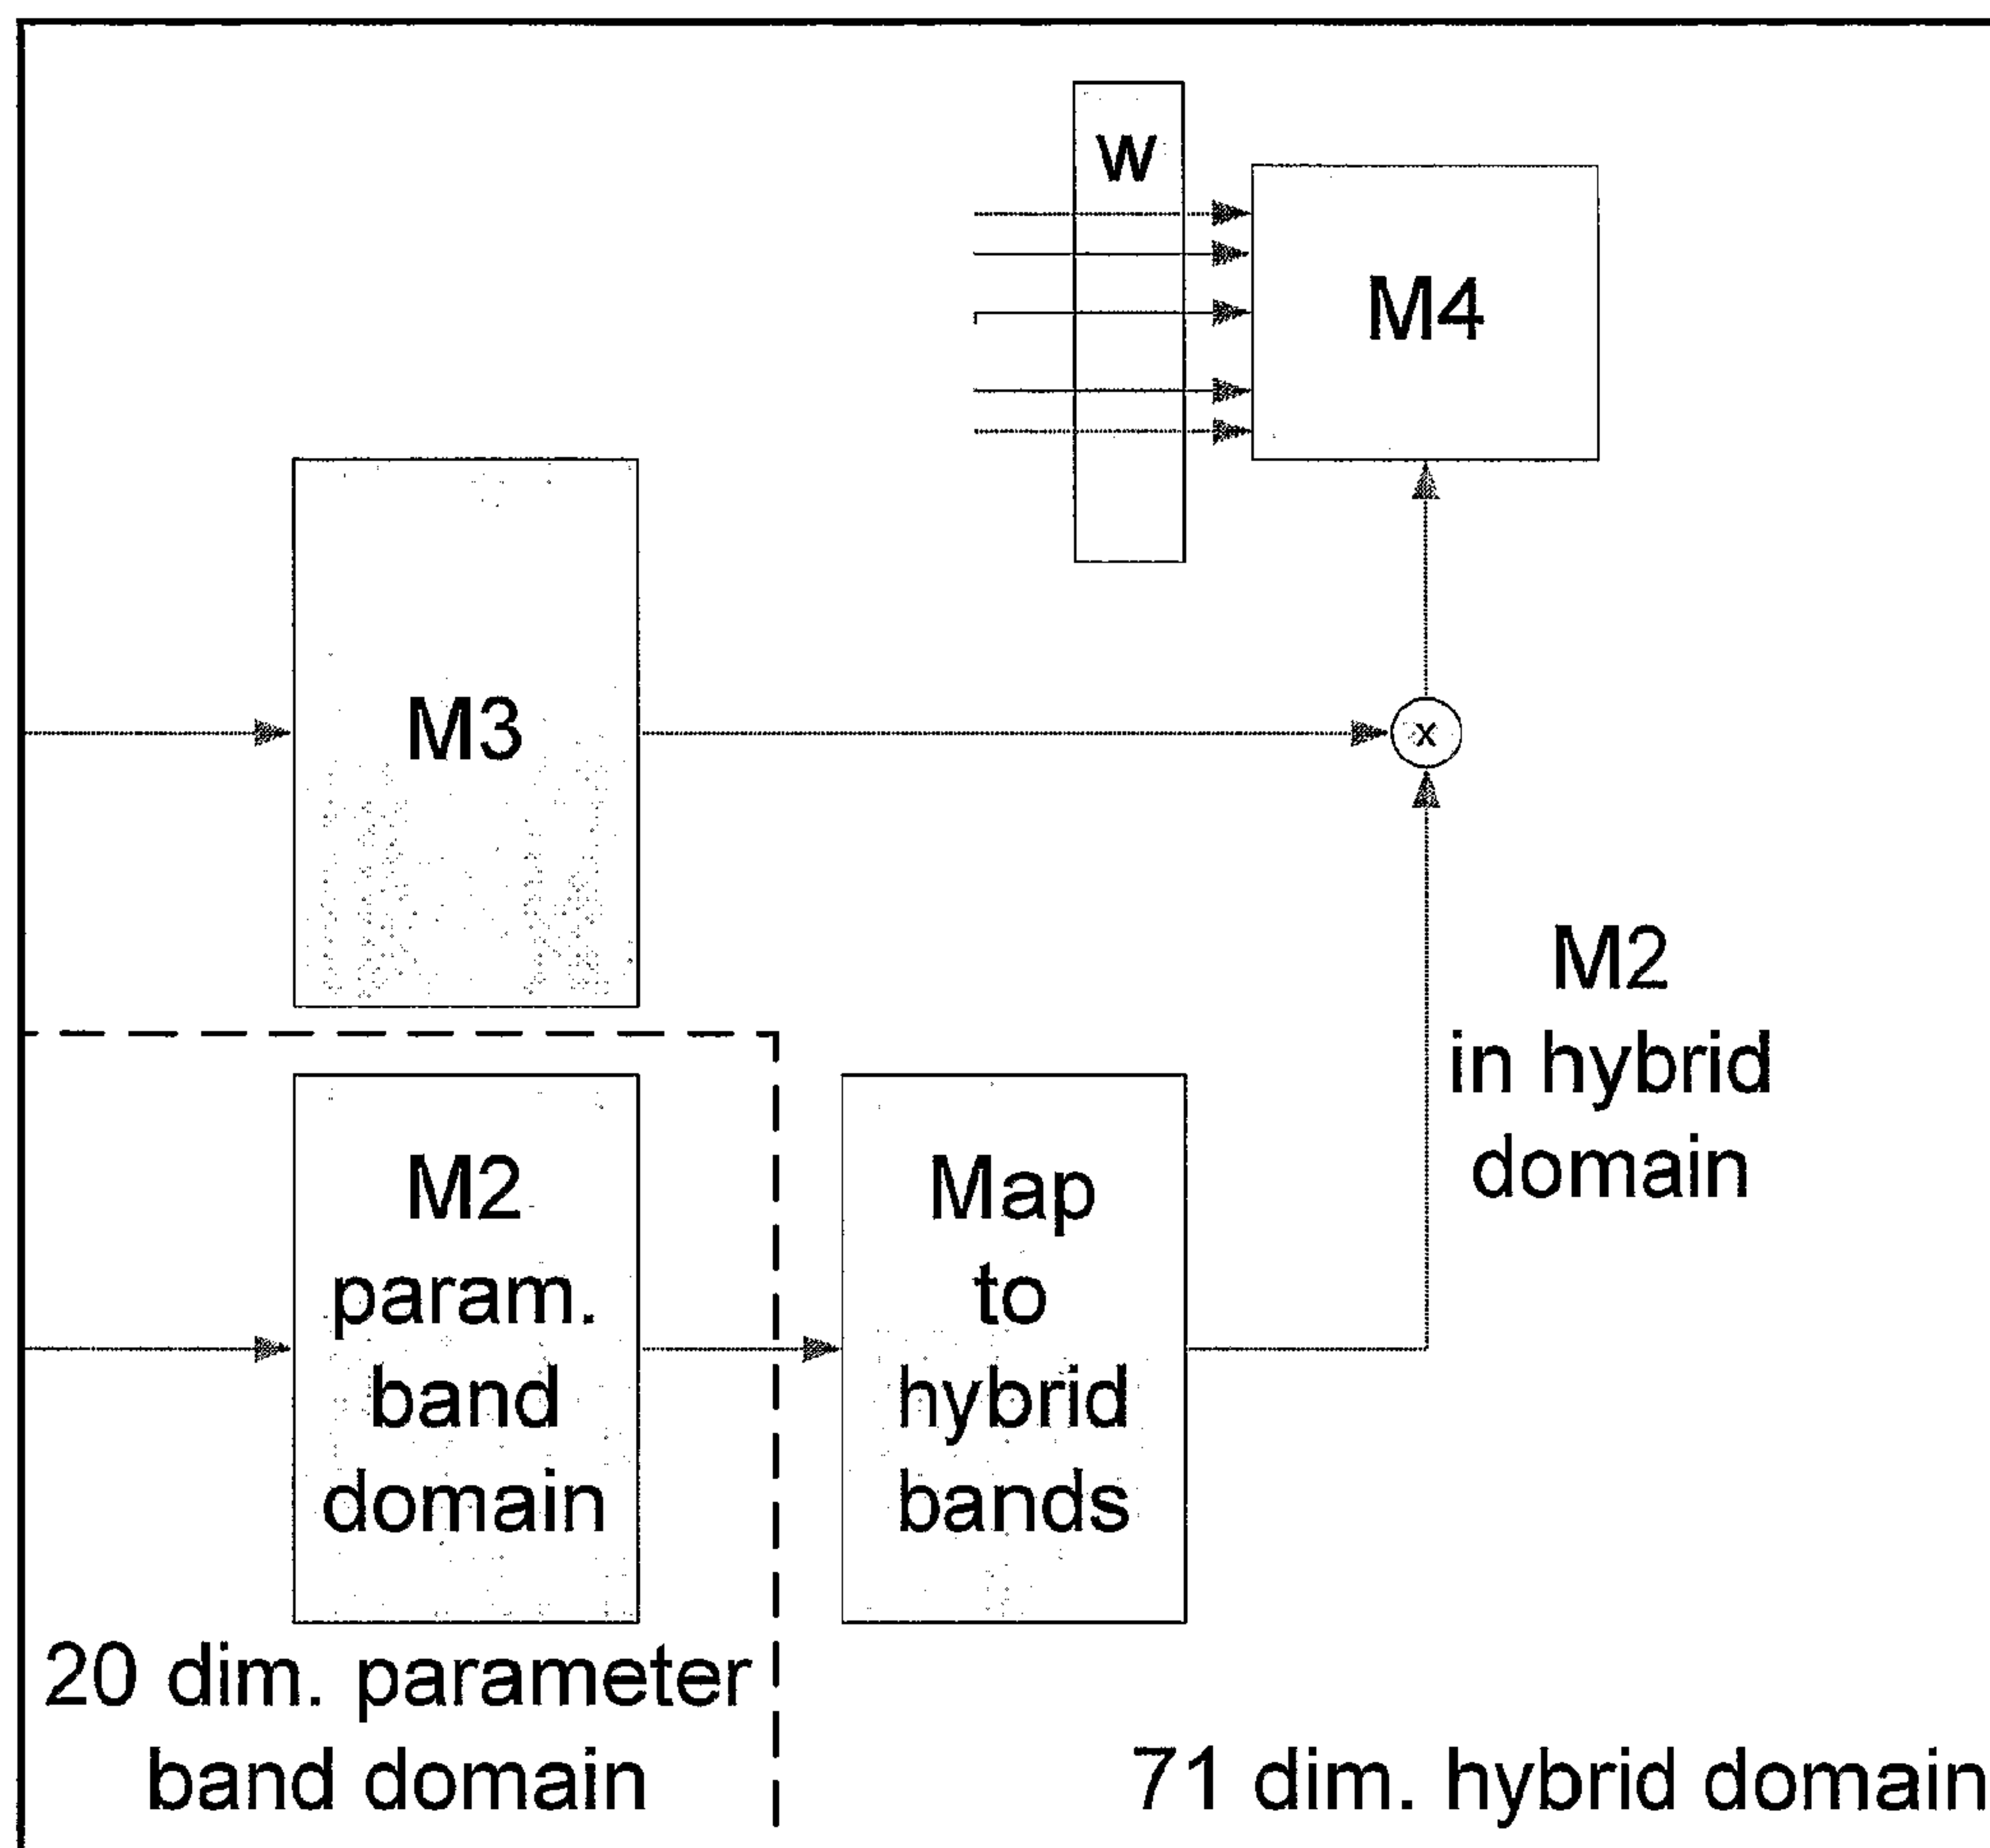 w
M4
M3
x
M2
in hybrid
domain
M2
param.
band
domain
Map
to
hybrid
bands
20 dim. parameter
band domain
71 dim. hybrid domain